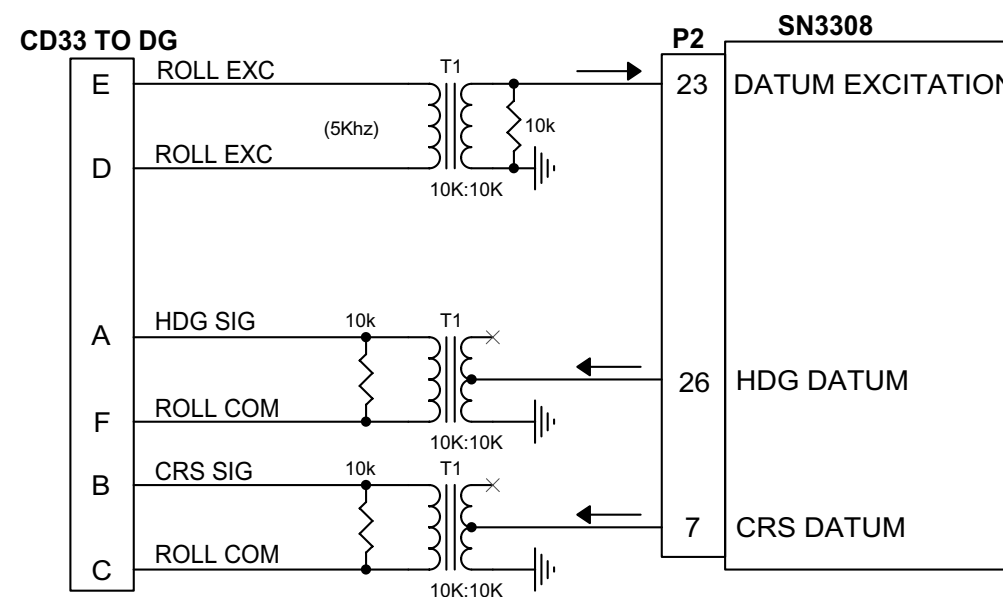 CD33 TO DG
P2
SN3308
E
ROLL EXC
T1
23
DATUM EXCITATION
(5Khz)
10k
D
ROLL EXC
10K:10K
A
HDG SIG
10k
T1
26
HDG DATUM
F
ROLL COM
10K:10K
B
CRS SIG
10k
T1
7
CRS DATUM
C
ROLL COM
10K:10K